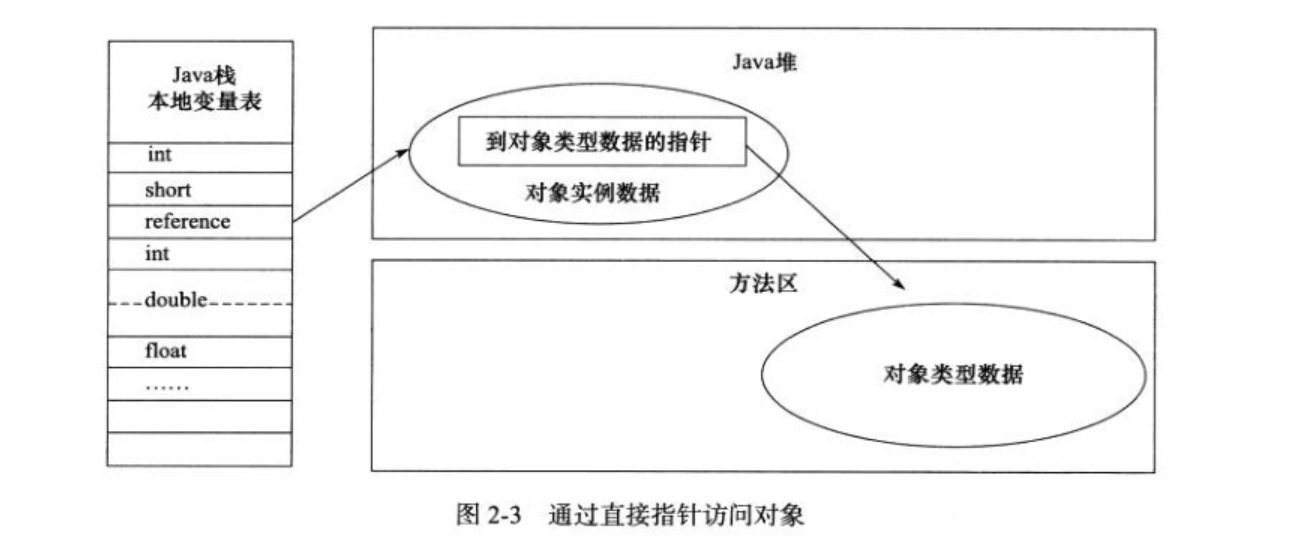 Java栈
本地变量表
int
short
reference
int
double
float
……
Java堆
到对象类型数据的指针
对象实例数据
方法区
对象类型数据
图 2-3 通过直接指针访问对象